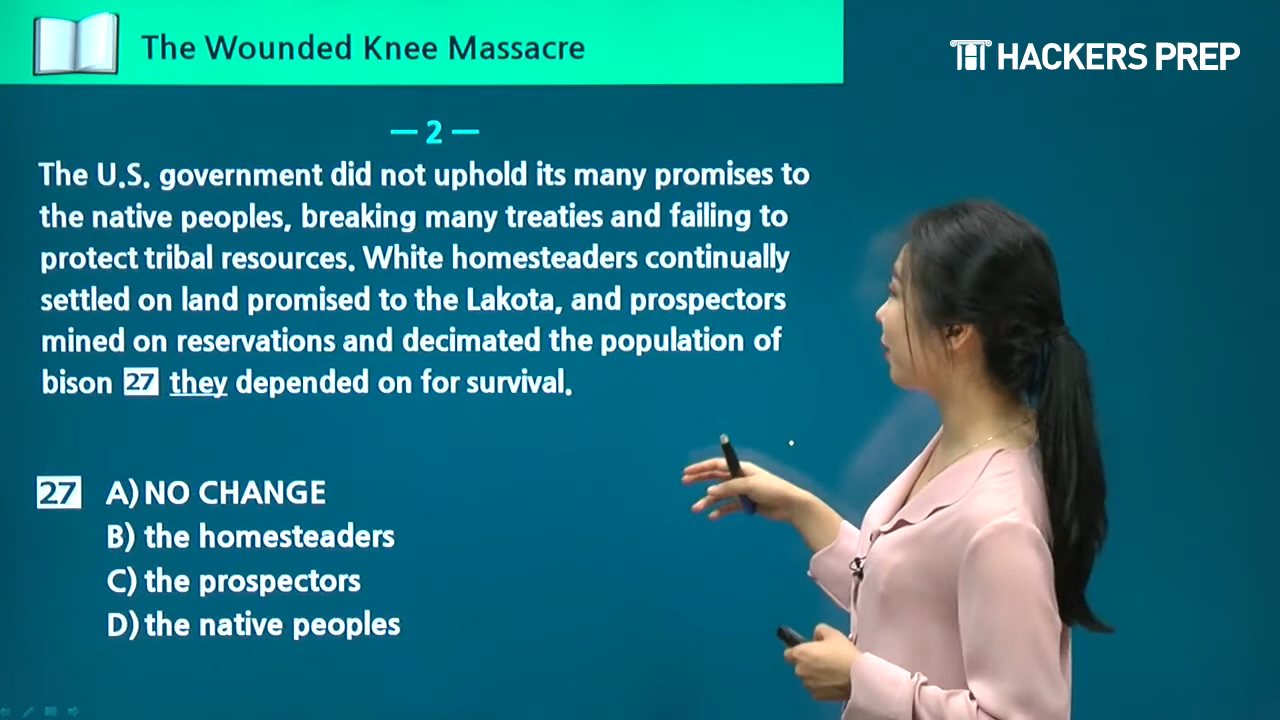 The Wounded Knee Massacre
HACKERS PREP
— 2 —
The U.S. government did not uphold its many promises to
the native peoples, breaking many treaties and failing to
protect tribal resources. White homesteaders continually
settled on land promised to the Lakota, and prospectors
mined on reservations and decimated the population of
bison 27 they depended on for survival.
27 A) NO CHANGE
B) the homesteaders
C) the prospectors
D) the native peoples